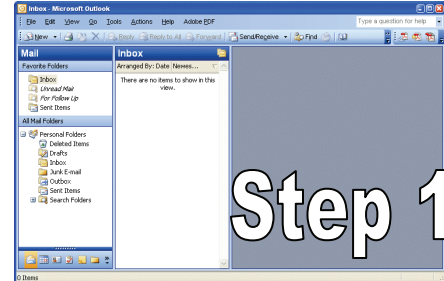 Inbox - Microsoft Outlook
File Edit View Go Tools Actions Help Adobe PDF
Type a question for help
New Reply Reply to All Forward Send/Receive Find
Mail
Favorite Folders
Inbox
Unread Mail
For Follow Up
Sent Items
All Mail Folders
Personal Folders
Deleted Items
Drafts
Inbox
Junk E-mail
Outbox
Sent Items
Search Folders
Inbox
Arranged By: Date Newes...
There are no items to show in this
view.
Step 1
0 Items